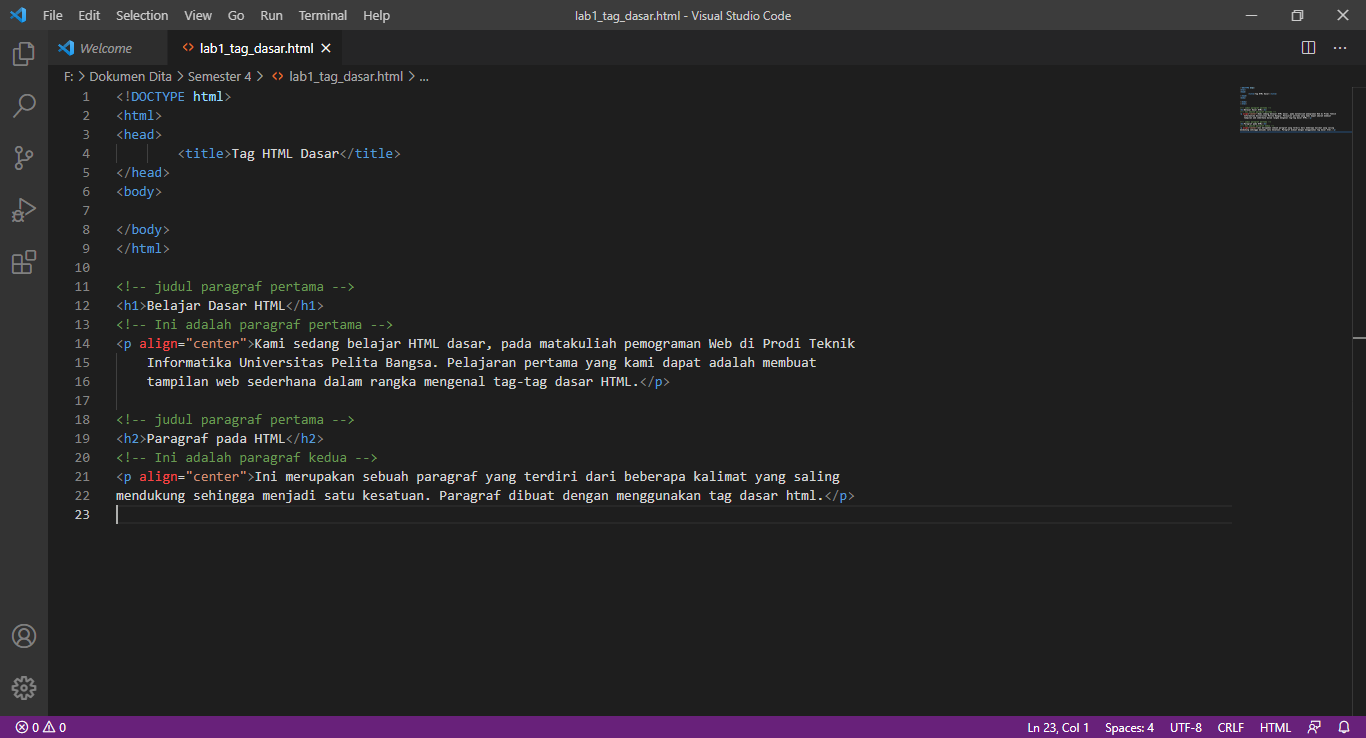 File Edit Selection View Go Run Terminal Help lab1_tag_dasar.html - Visual Studio Code
Welcome lab1_tag_dasar.html
F: > Dokumen Dita > Semester 4 > lab1_tag_dasar.html > ...
1 <!DOCTYPE html>
2 <html>
3 <head>
4 <title>Tag HTML Dasar</title>
5 </head>
6 <body>
7
8 </body>
9 </html>
10
11 <!-- judul paragraf pertama -->
12 <h1>Belajar Dasar HTML</h1>
13 <!-- Ini adalah paragraf pertama -->
14 <p align="center">Kami sedang belajar HTML dasar, pada matakuliah pemograman Web di Prodi Teknik
15 Informatika Universitas Pelita Bangsa. Pelajaran pertama yang kami dapat adalah membuat
16 tampilan web sederhana dalam rangka mengenal tag-tag dasar HTML.</p>
17
18 <!-- judul paragraf pertama -->
19 <h2>Paragraf pada HTML</h2>
20 <!-- Ini adalah paragraf kedua -->
21 <p align="center">Ini merupakan sebuah paragraf yang terdiri dari beberapa kalimat yang saling
22 mendukung sehingga menjadi satu kesatuan. Paragraf dibuat dengan menggunakan tag dasar html.</p>
23
0 0 Ln 23, Col 1 Spaces: 4 UTF-8 CRLF HTML